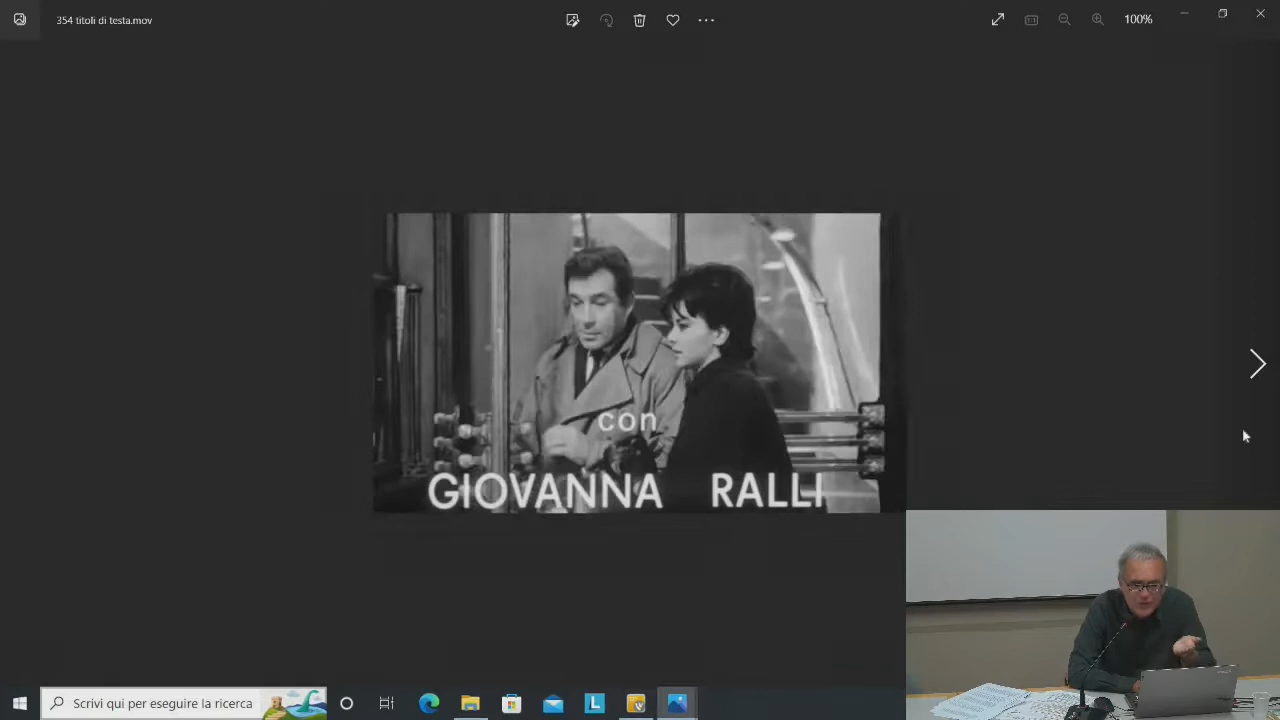 354 titoli di testa.mov
100%
con
GIOVANNA RALLI
Scrivi qui per eseguire la ricerca
L